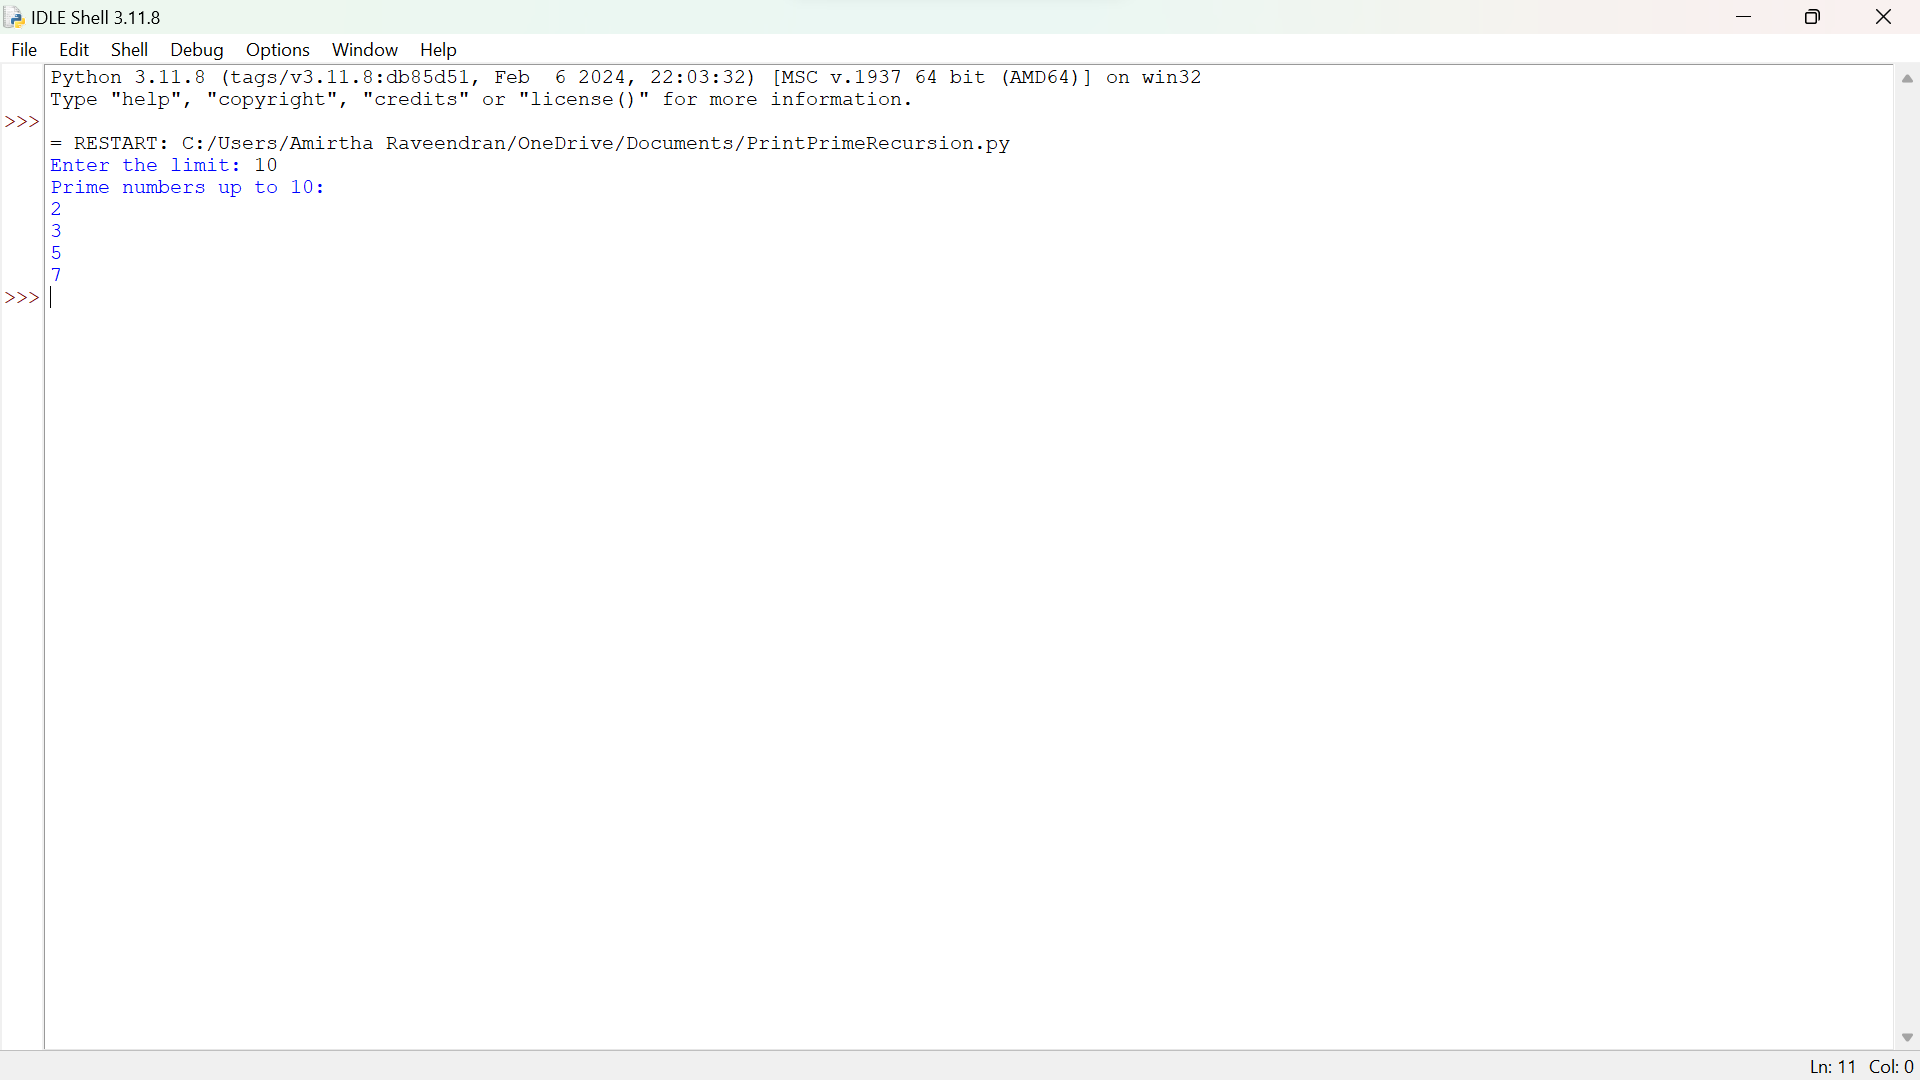 IDLE Shell 3.11.8
File Edit Shell Debug Options Window Help
Python 3.11.8 (tags/v3.11.8:db85d51, Feb  6 2024, 22:03:32) [MSC v.1937 64 bit (AMD64)] on win32
Type "help", "copyright", "credits" or "license()" for more information.
>>>
= RESTART: C:/Users/Amirtha Raveendran/OneDrive/Documents/PrintPrimeRecursion.py
Enter the limit: 10
Prime numbers up to 10:
2
3
5
7
>>>
Ln: 11 Col: 0